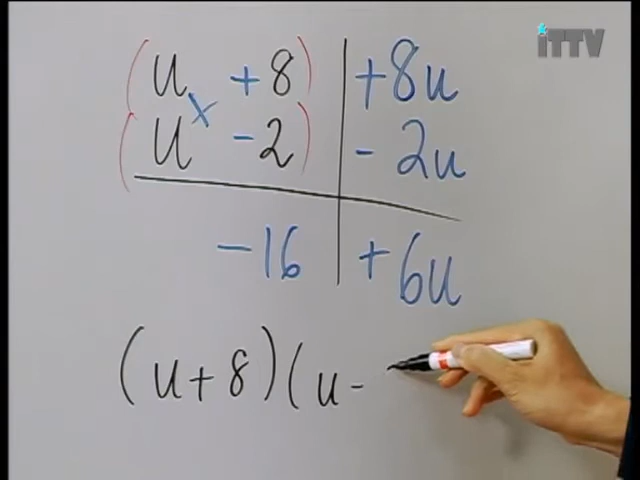 iTTV
(u +8) | +8u
(u -2) | - 2u
-16 | +6u
(u+8)(u-